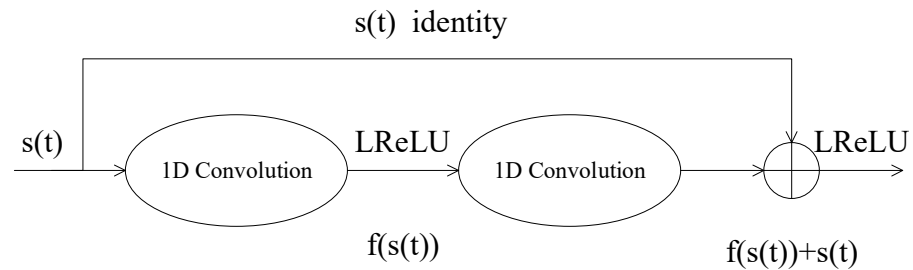 s(t) identity
s(t)
LReLU
LReLU
1D Convolution
1D Convolution
f(s(t))
f(s(t))+s(t)